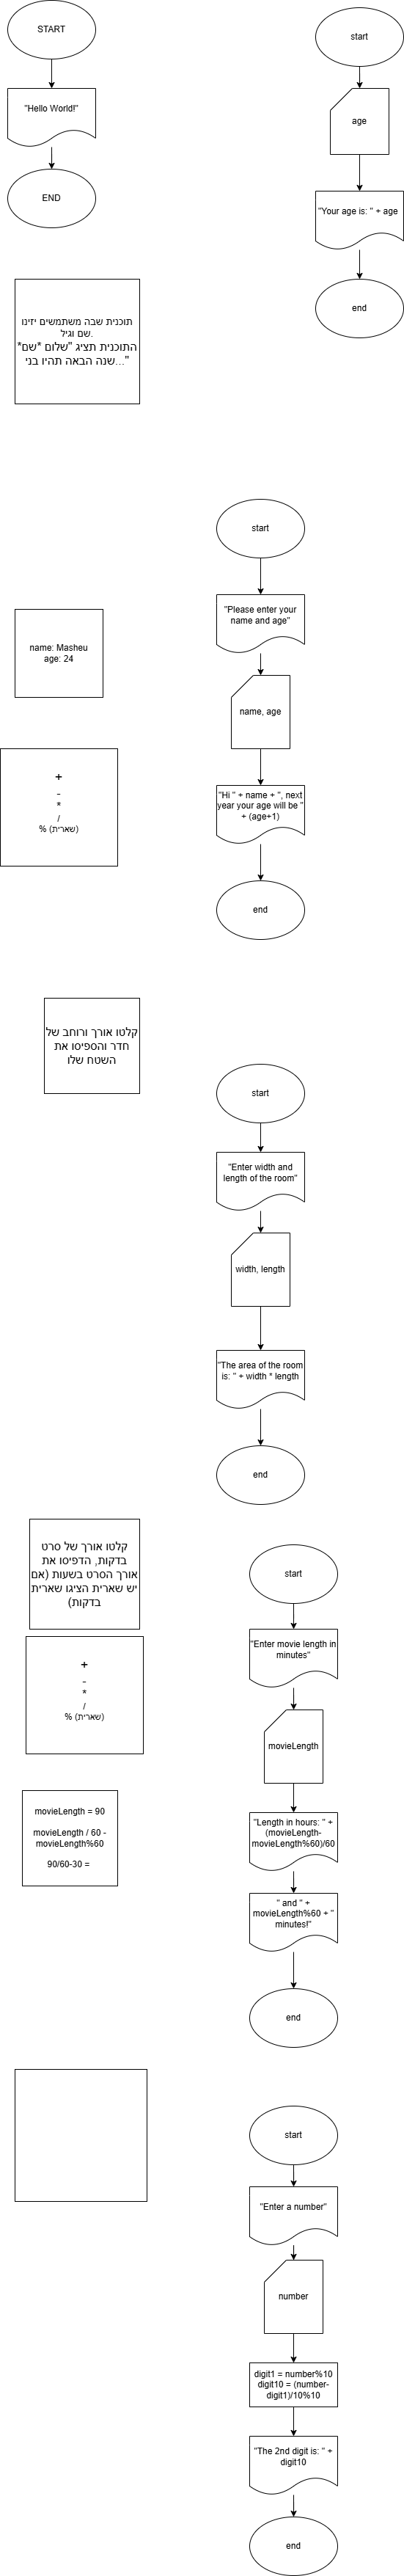 START
"Hello World!"
END
start
age
"Your age is: " + age
end
תוכנית שבה משתמשים יזינו
שם וגיל.
התוכנית תציג "שלום *שם*
שנה הבאה תהיו בני..."
start
"Please enter your
name and age"
name, age
"Hi " + name + ", next
year your age will be "
+ (age+1)
end
name: Masheu
age: 24
+
-
*
/
% (שארית)
קלטו אורך ורוחב של
חדר והספיסו את
השטח שלו
start
"Enter width and
length of the room"
width, length
"The area of the room
is: " + width * length
end
קלטו אורך של סרט
בדקות, הדפיסו את
אורך הסרט בשעות (אם
יש שארית הציגו שארית
בדקות)
+
-
*
/
% (שארית)
movieLength = 90
movieLength / 60 -
movieLength%60
90/60-30 =
start
"Enter movie length in
minutes"
movieLength
"Length in hours: " +
(movieLength-
movieLength%60)/60
" and " +
movieLength%60 + "
minutes!"
end
start
"Enter a number"
number
digit1 = number%10
digit10 = (number-
digit1)/10%10
"The 2nd digit is: " +
digit10
end